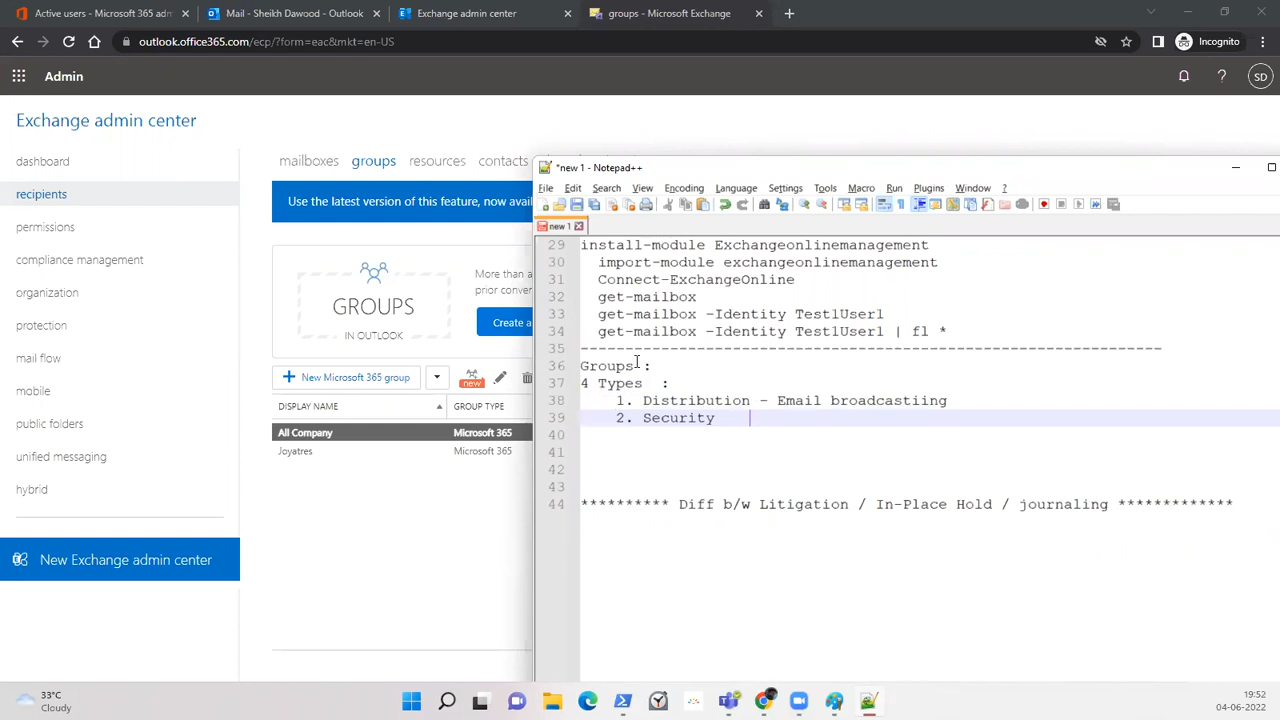 Active users - Microsoft 365 adm
Mail - Sheikh Dawood - Outlook
Exchange admin center
groups - Microsoft Exchange
outlook.office365.com/ecp/?form=eac&mkt=en-US
Incognito
Admin
SD
Exchange admin center
dashboard
recipients
permissions
compliance management
organization
protection
mail flow
mobile
public folders
unified messaging
hybrid
New Exchange admin center
mailboxes groups resources contacts
Use the latest version of this feature, now avail
GROUPS
IN OUTLOOK
More than a
prior conver
Create a
New Microsoft 365 group
new
DISPLAY NAME GROUP TYPE
All Company Microsoft 365
Joyatres Microsoft 365
*new 1 - Notepad++
File Edit Search View Encoding Language Settings Tools Macro Run Plugins Window ?
new 1
29 install-module Exchangeonlinemanagement
30 import-module exchangeonlinemanagement
31 Connect-ExchangeOnline
32 get-mailbox
33 get-mailbox -Identity Test1User1
34 get-mailbox -Identity Test1User1 | fl *
35 -----------------------------------------------------------------
36 Groups :
37 4 Types :
38 1. Distribution - Email broadcastiing
39 2. Security
40
41
42
43
44 ********** Diff b/w Litigation / In-Place Hold / journaling *************
33°C
Cloudy
19:52
04-06-2022